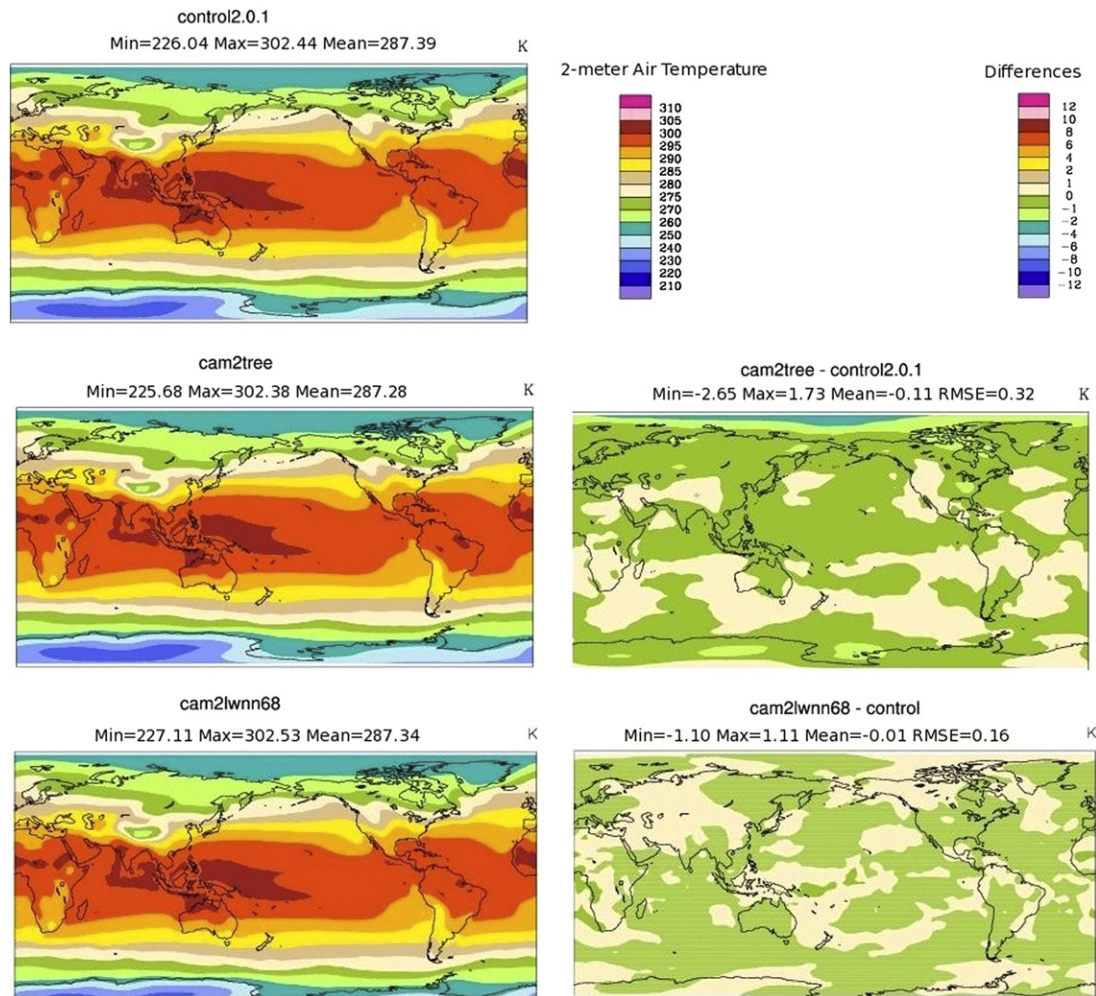 control2.0.1
Min=226.04 Max=302.44 Mean=287.39 K
2-meter Air Temperature
310
305
300
295
290
285
280
275
270
260
250
240
230
220
210
Differences
12
10
8
6
4
2
1
0
-1
-2
-4
-6
-8
-10
-12
cam2tree
Min=225.68 Max=302.38 Mean=287.28 K
cam2tree - control2.0.1
Min=-2.65 Max=1.73 Mean=-0.11 RMSE=0.32 K
cam2lwnn68
Min=227.11 Max=302.53 Mean=287.34 K
cam2lwnn68 - control
Min=-1.10 Max=1.11 Mean=-0.01 RMSE=0.16 K